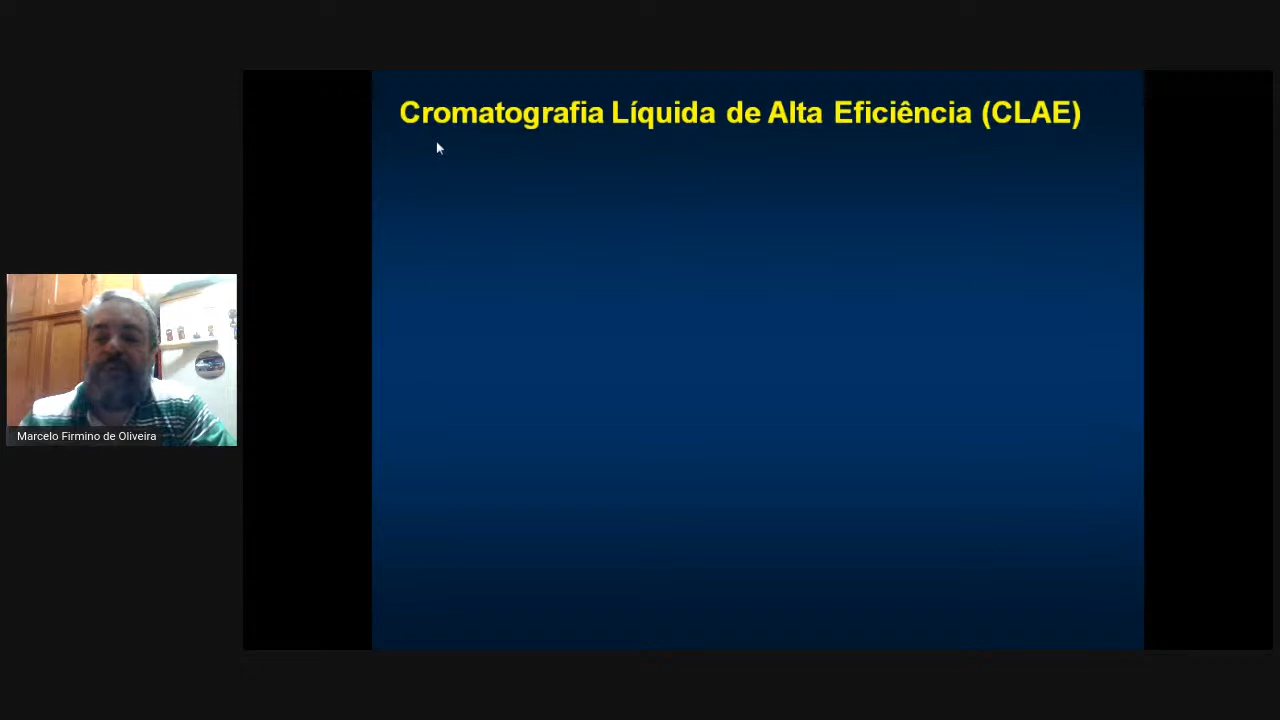 Cromatografia Líquida de Alta Eficiência (CLAE)
Marcelo Firmino de Oliveira